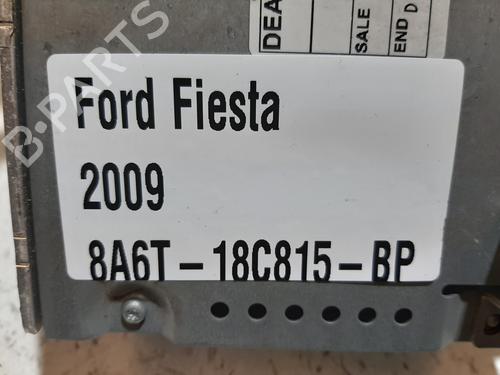 DEA
SALE
END D
Ford Fiesta
2009
8A6T-18C815-BP
B-PARTS